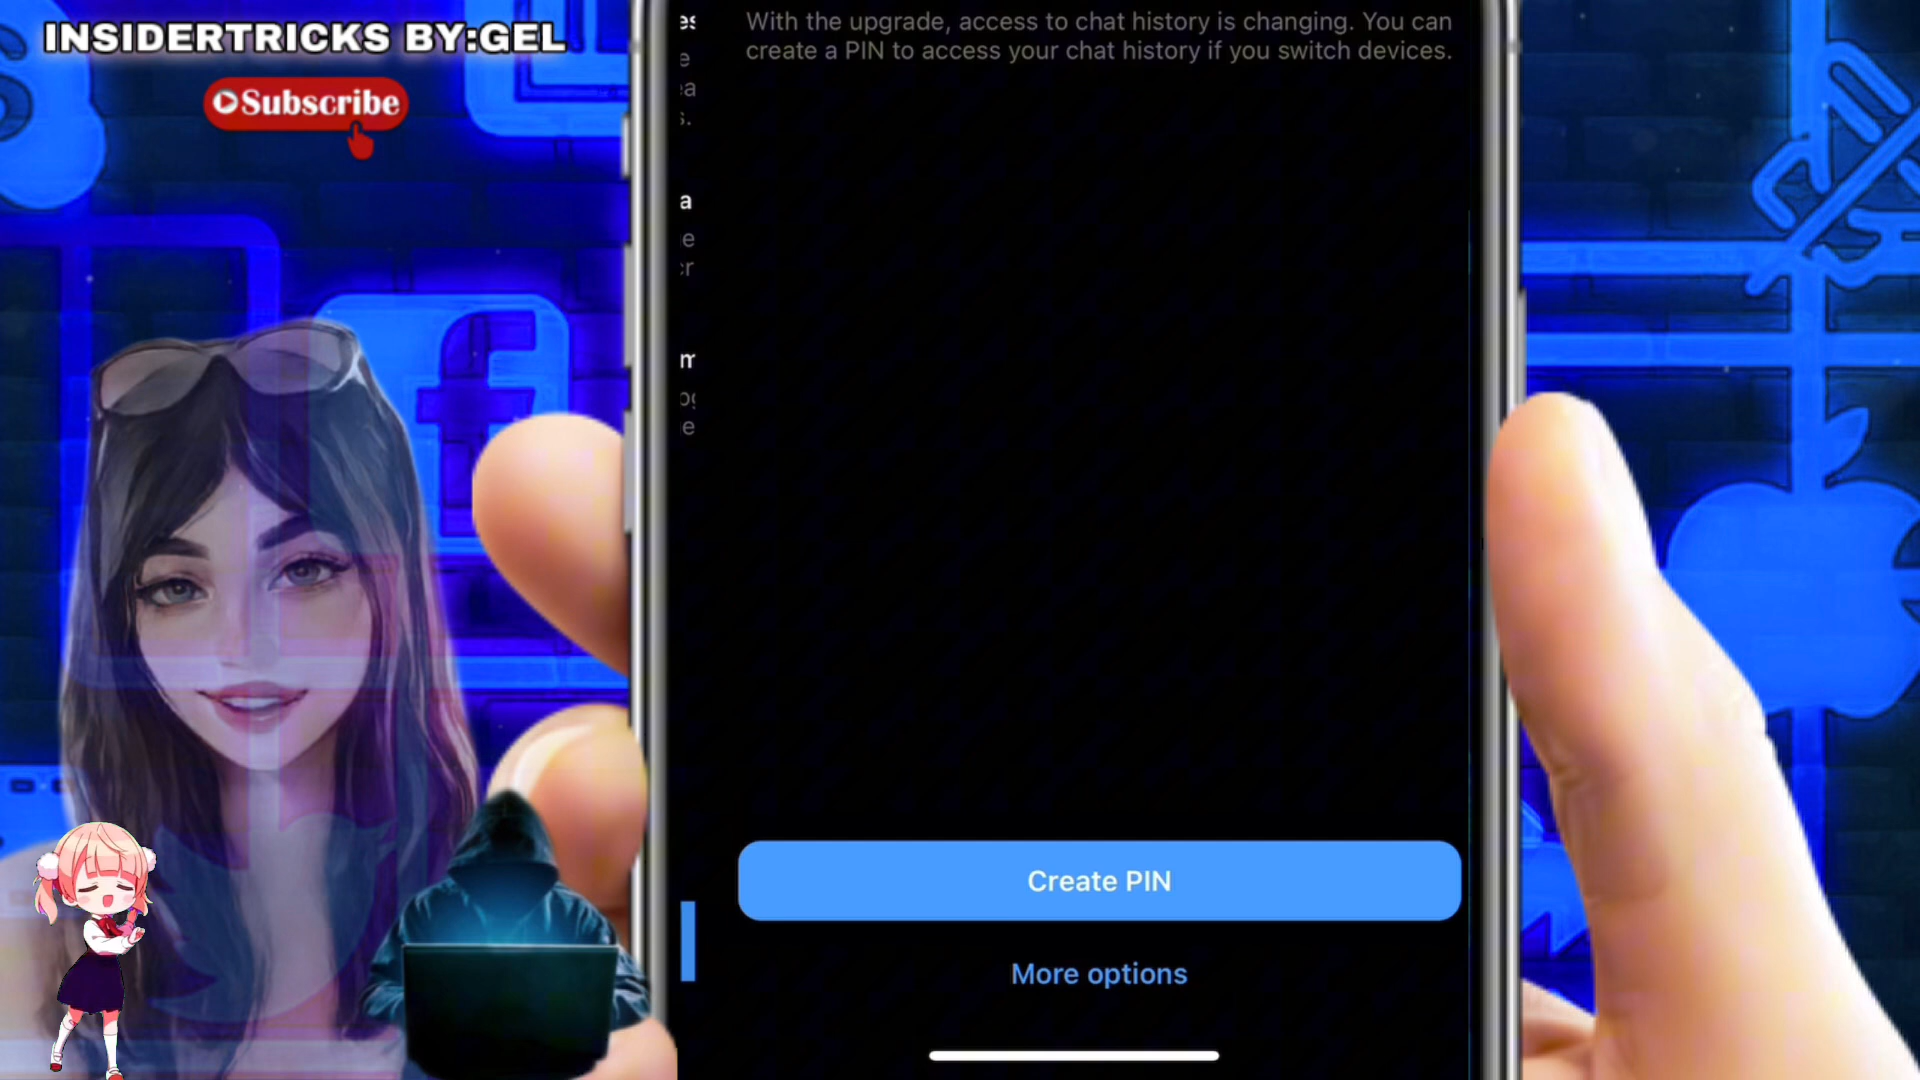 INSIDERTRICKS BY:GEL
Subscribe
With the upgrade, access to chat history is changing. You can
create a PIN to access your chat history if you switch devices.
Create PIN
More options